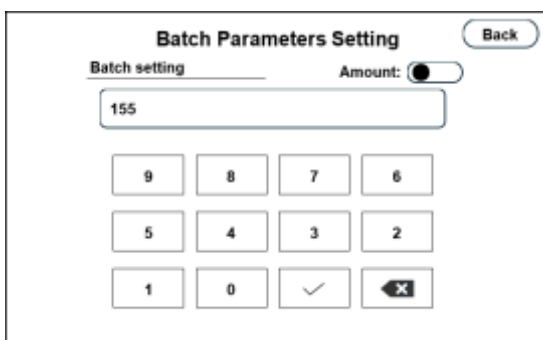 Batch Parameters Setting
Back
Batch setting
Amount:
155
9 8 7 6
5 4 3 2
1 0